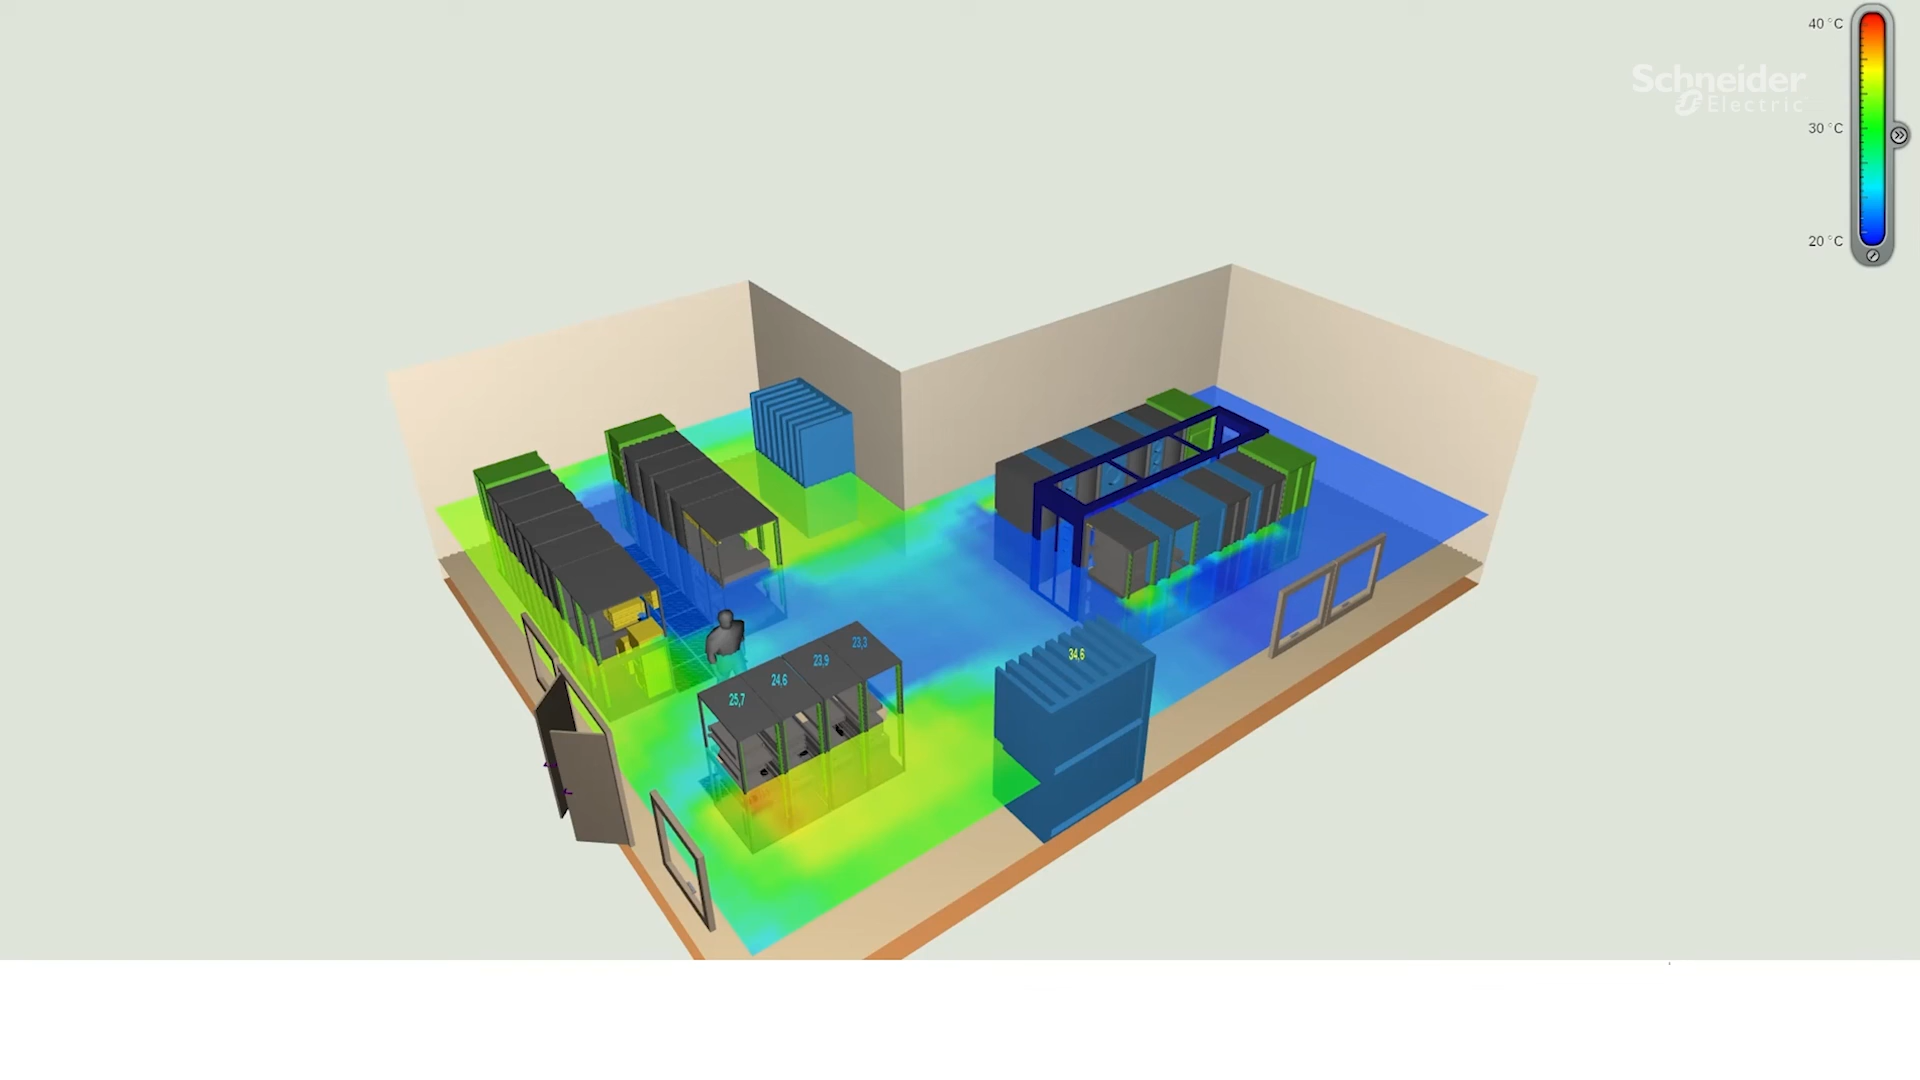 40 °C
Schneider
Electric
30 °C
20 °C
23,3
23,9
34,6
24,6
25,7